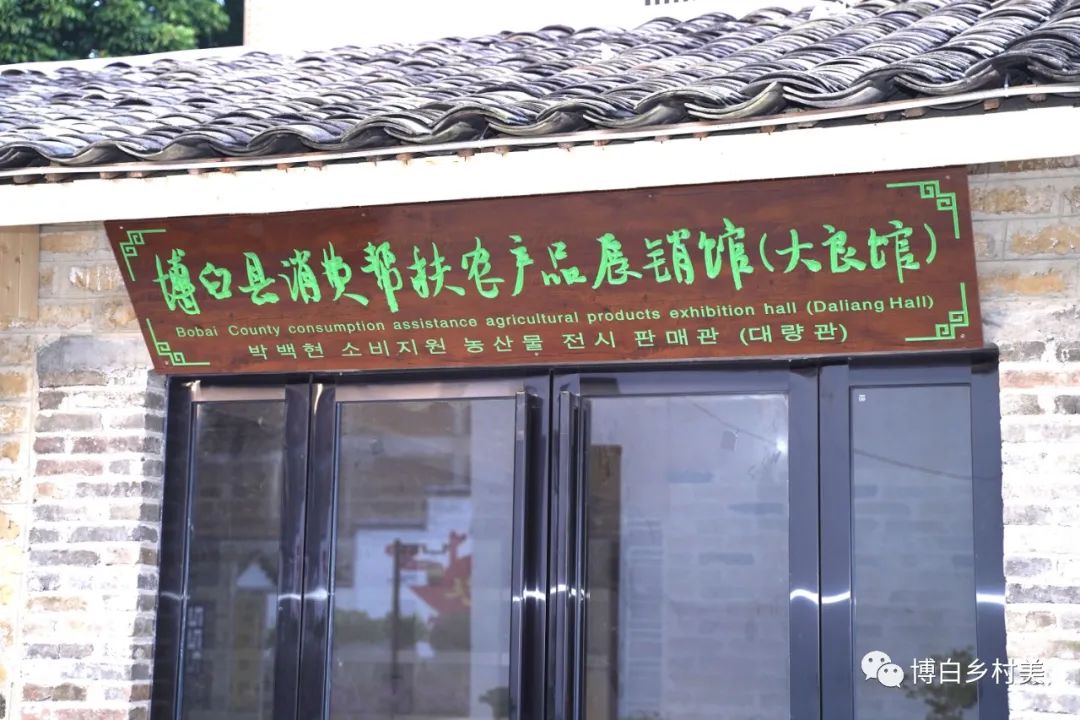 博白县消费帮扶农产品展销馆(大良馆)
Bobai County consumption assistance agricultural products exhibition hall (Daliang Hall)
박백현 소비지원 농산물 전시 판매관 (대량관)
博白乡村美